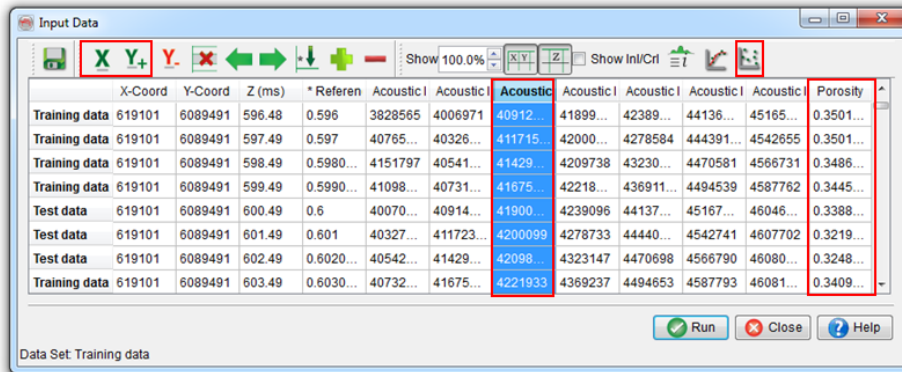 Input Data
X Y+ Y- Show 100.0% X Y Z Show Inl/Crl
X-Coord Y-Coord Z (ms) * Referen Acoustic I Acoustic I Acoustic Acoustic I Acoustic I Acoustic I Acoustic I Porosity
Training data 619101 6089491 596.48 0.596 3828565 4006971 40912... 41899... 42389... 44136... 45165... 0.3501...
Training data 619101 6089491 597.49 0.597 40765... 40326... 411715... 42000... 4278584 444391... 4542655 0.3501...
Training data 619101 6089491 598.49 0.5980... 4151797 40541... 41429... 4209738 43230... 4470581 4566731 0.3486...
Training data 619101 6089491 599.49 0.5990... 41098... 40731... 41675... 42218... 436911... 4494539 4587762 0.3445...
Test data 619101 6089491 600.49 0.6 40070... 40914... 41900... 4239096 44137... 45167... 46046... 0.3388...
Test data 619101 6089491 601.49 0.601 40327... 411723... 4200099 4278733 44440... 4542741 4607702 0.3219...
Test data 619101 6089491 602.49 0.6020... 40542... 41429... 42098... 4323147 4470698 4566790 46080... 0.3248...
Training data 619101 6089491 603.49 0.6030... 40732... 41675... 4221933 4369237 4494653 4587793 46081... 0.3409...
Run Close Help
Data Set: Training data